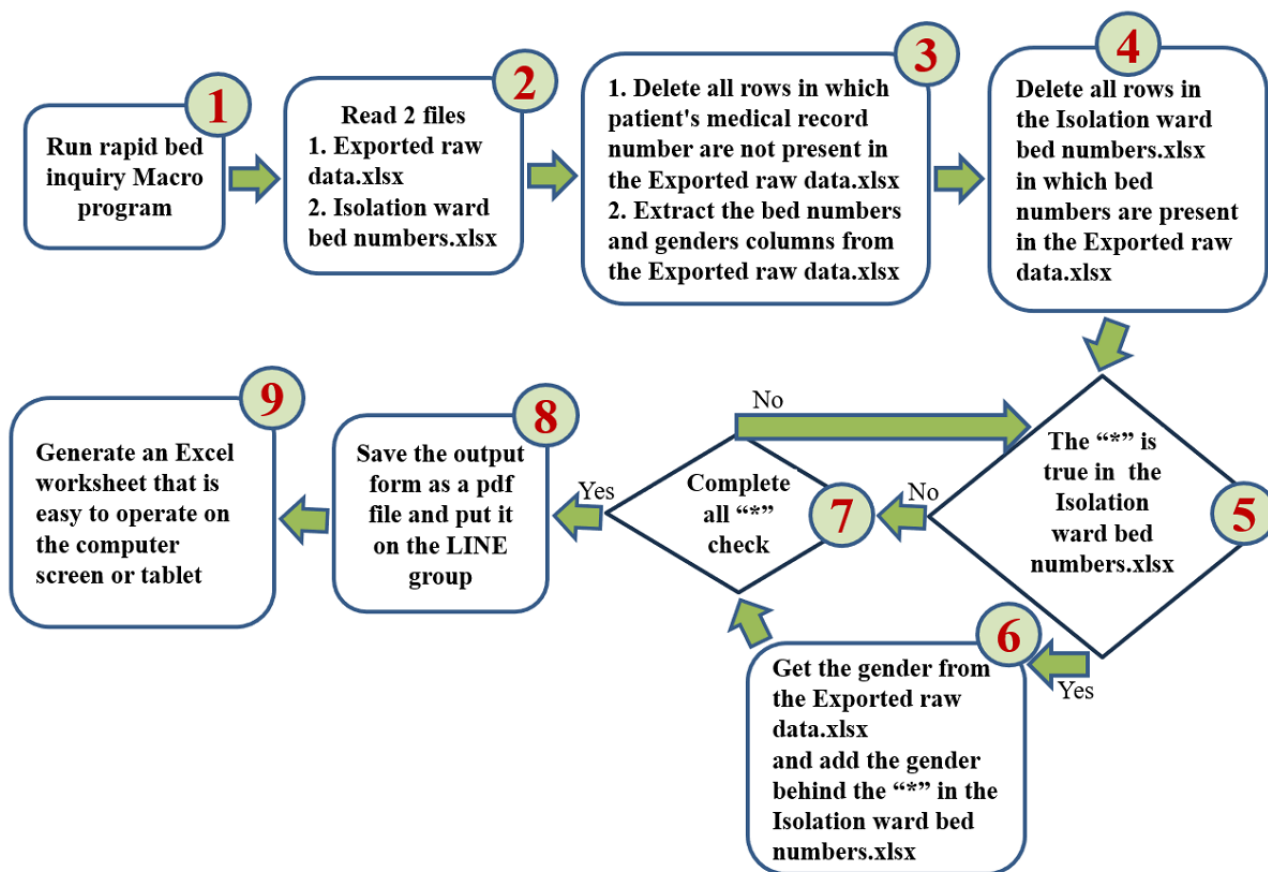 1
Run rapid bed
inquiry Macro
program
2
Read 2 files
1. Exported raw
data.xlsx
2. Isolation ward
bed numbers.xlsx
3
1. Delete all rows in which
patient's medical record
number are not present in
the Exported raw data.xlsx
2. Extract the bed numbers
and genders columns from
the Exported raw data.xlsx
4
Delete all rows in
the Isolation ward
bed numbers.xlsx
in which bed
numbers are present
in the Exported raw
data.xlsx
5
The “*” is
true in the
Isolation
ward bed
numbers.xlsx
No
Yes
6
Get the gender from
the Exported raw
data.xlsx
and add the gender
behind the “*” in the
Isolation ward bed
numbers.xlsx
7
Complete
all “*”
check
No
Yes
8
Save the output
form as a pdf
file and put it
on the LINE
group
9
Generate an Excel
worksheet that is
easy to operate on
the computer
screen or tablet